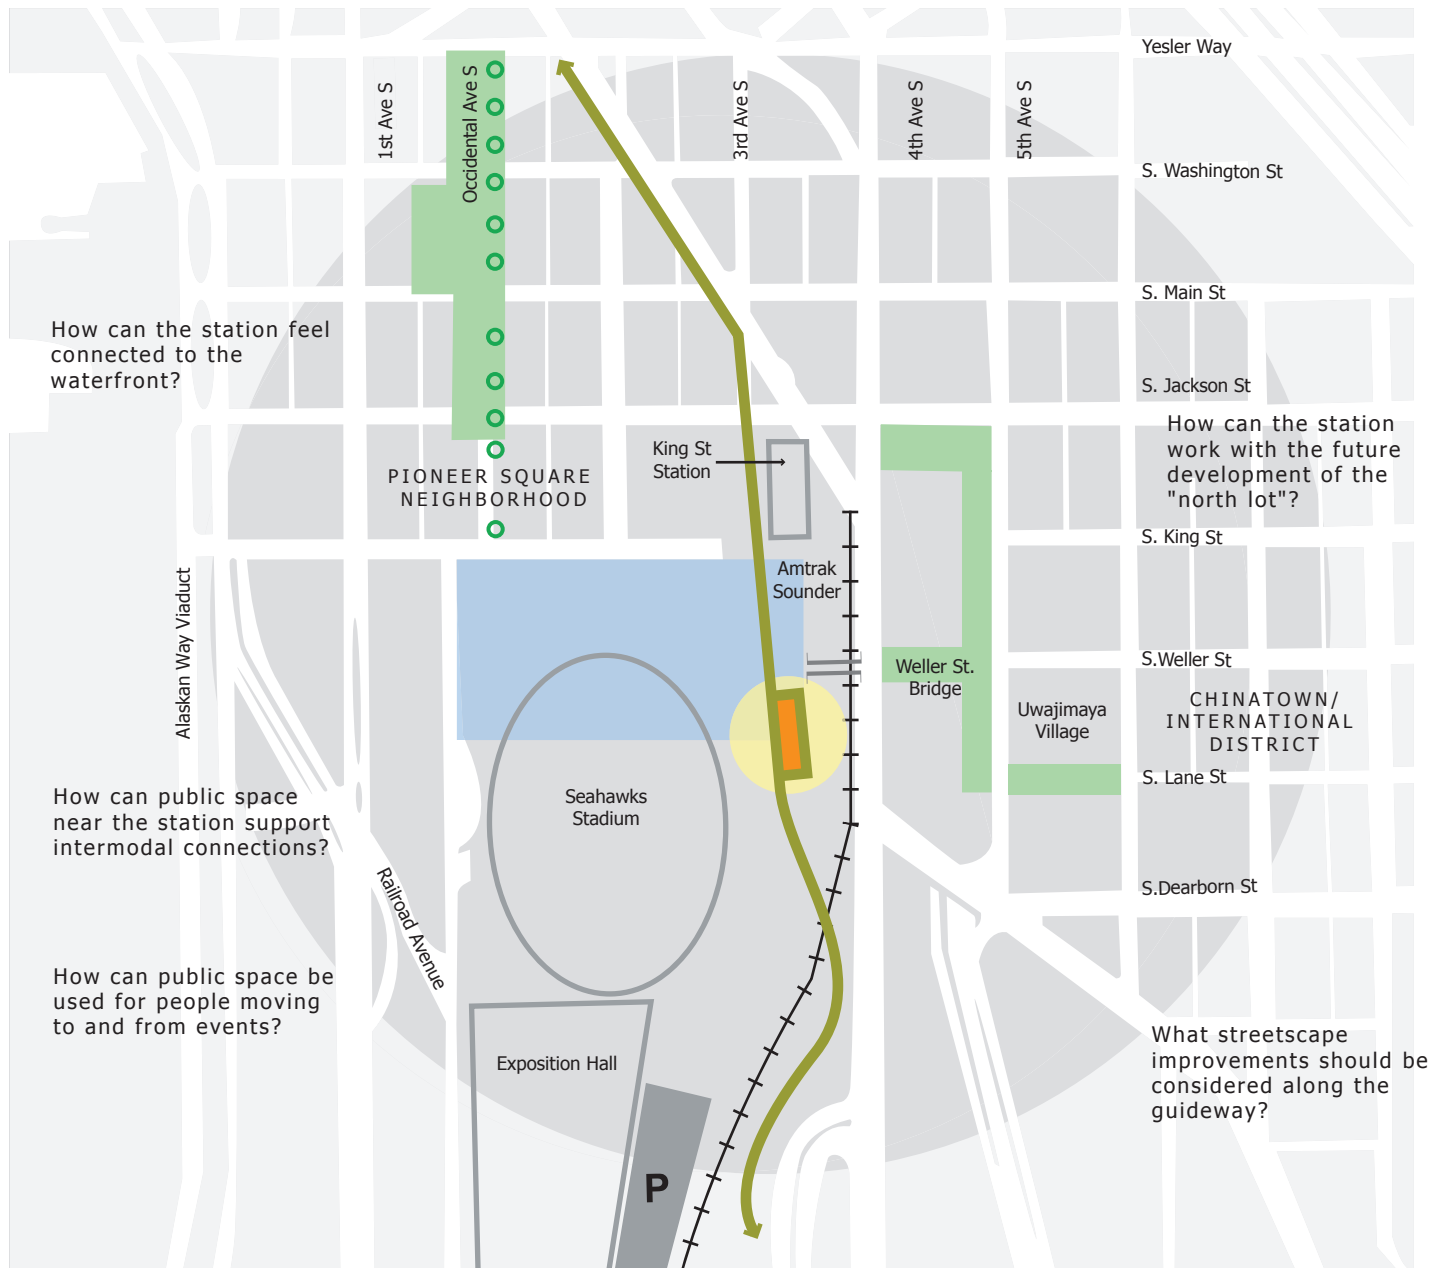 Yesler Way
1st Ave S
Occidental Ave S
3rd Ave S
4th Ave S
5th Ave S
S. Washington St
S. Main St
How can the station feel
connected to the
waterfront?
S. Jackson St
How can the station
work with the future
development of the
"north lot"?
King St
Station
PIONEER SQUARE
NEIGHBORHOOD
S. King St
Amtrak
Sounder
Alaskan Way Viaduct
S.Weller St
Weller St.
Bridge
Uwajimaya
Village
CHINATOWN/
INTERNATIONAL
DISTRICT
S. Lane St
How can public space
near the station support
intermodal connections?
Seahawks
Stadium
Railroad Avenue
S.Dearborn St
How can public space be
used for people moving
to and from events?
Exposition Hall
What streetscape
improvements should be
considered along the
guideway?
P